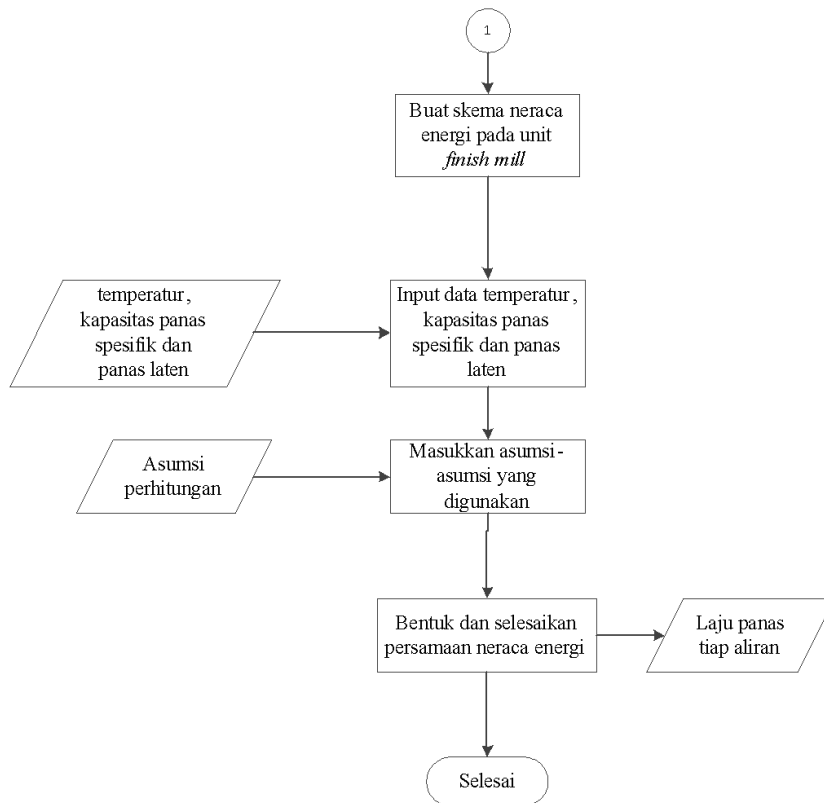 1
Buat skema neraca
energi pada unit
finish mill
temperatur,
kapasitas panas
spesifik dan
panas laten
Input data temperatur,
kapasitas panas
spesifik dan panas
laten
Asumsi
perhitungan
Masukkan asumsi-
asumsi yang
digunakan
Bentuk dan selesaikan
persamaan neraca energi
Laju panas
tiap aliran
Selesai